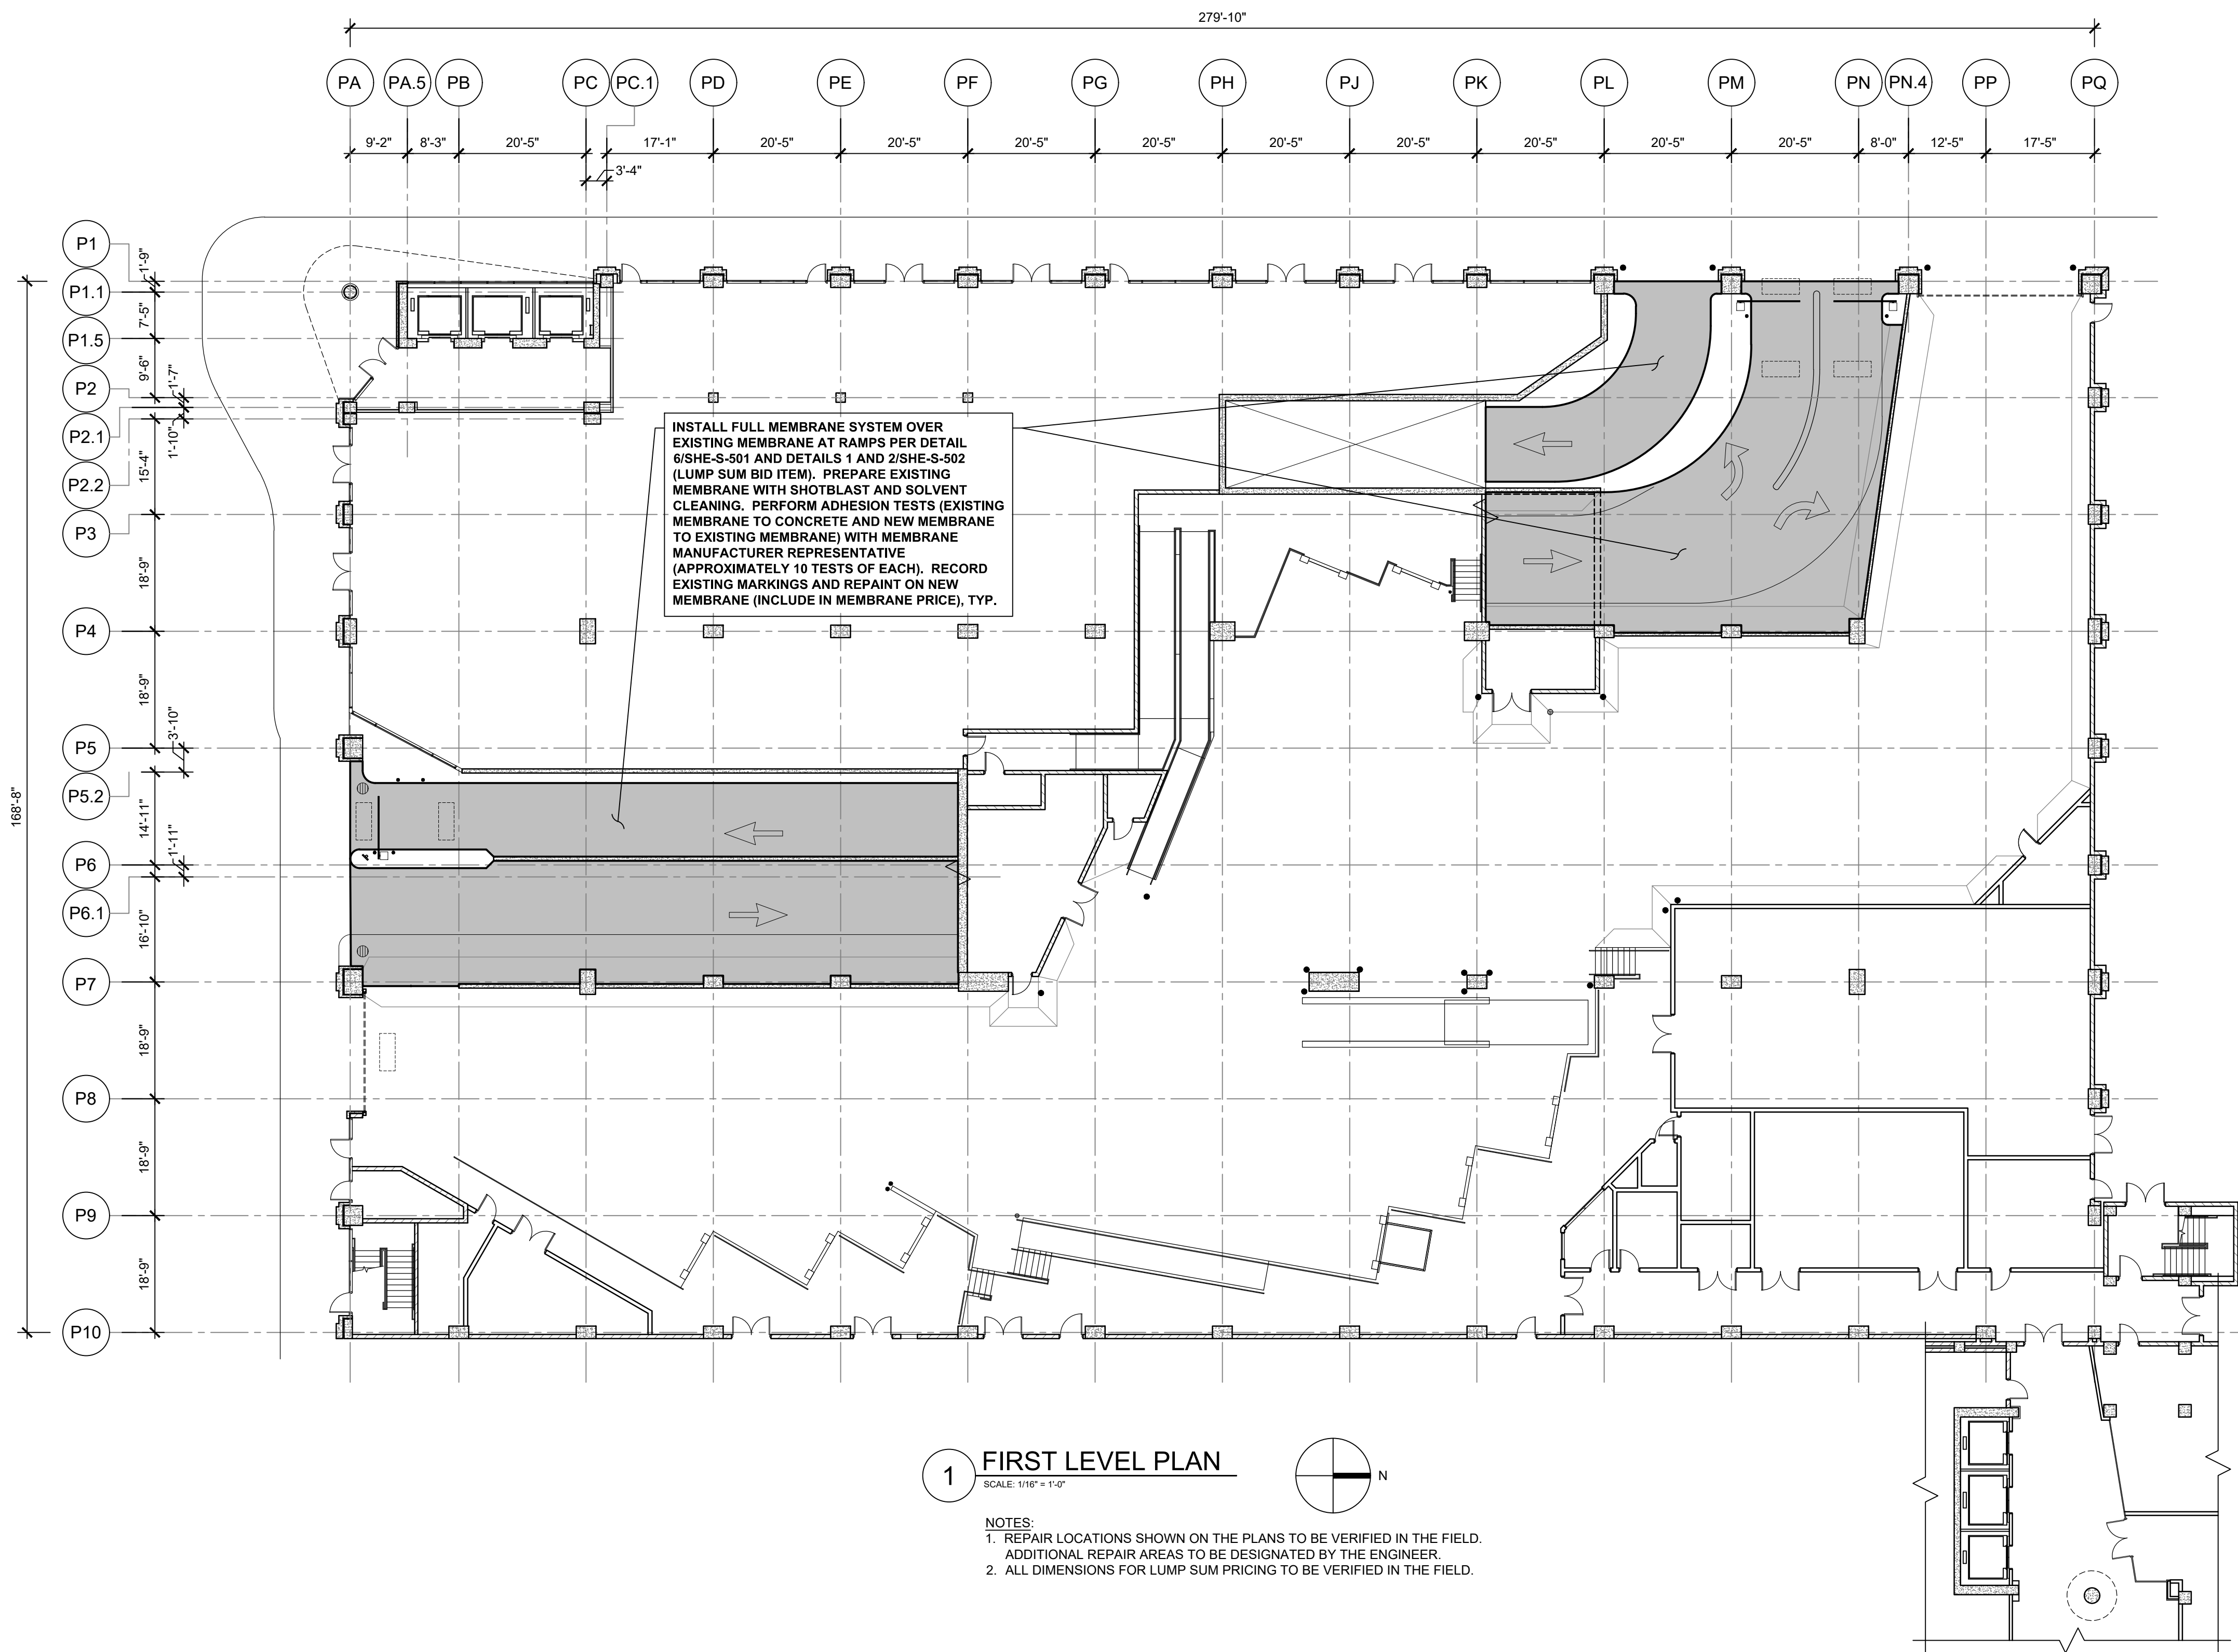 279'-10"
PA PA.5 PB PC PC.1 PD PE PF PG PH PJ PK PL PM PN PN.4 PP PQ
9'-2" 8'-3" 20'-5" 17'-1" 20'-5" 20'-5" 20'-5" 20'-5" 20'-5" 20'-5" 20'-5" 20'-5" 20'-5" 8'-0" 12'-5" 17'-5"
3'-4"
P1
1'-9"
P1.1
7'-5"
P1.5
9'-6"
1'-7"
P2
P2.1
1'-10"
15'-4"
P2.2
P3
18'-9"
P4
18'-9"
3'-10"
P5
P5.2
14'-11"
1'-11"
P6
P6.1
16'-10"
P7
18'-9"
P8
18'-9"
P9
18'-9"
P10
168'-8"
INSTALL FULL MEMBRANE SYSTEM OVER
EXISTING MEMBRANE AT RAMPS PER DETAIL
6/SHE-S-501 AND DETAILS 1 AND 2/SHE-S-502
(LUMP SUM BID ITEM). PREPARE EXISTING
MEMBRANE WITH SHOTBLAST AND SOLVENT
CLEANING. PERFORM ADHESION TESTS (EXISTING
MEMBRANE TO CONCRETE AND NEW MEMBRANE
TO EXISTING MEMBRANE) WITH MEMBRANE
MANUFACTURER REPRESENTATIVE
(APPROXIMATELY 10 TESTS OF EACH). RECORD
EXISTING MARKINGS AND REPAINT ON NEW
MEMBRANE (INCLUDE IN MEMBRANE PRICE), TYP.
1 FIRST LEVEL PLAN
SCALE: 1/16" = 1'-0"
N
NOTES:
1. REPAIR LOCATIONS SHOWN ON THE PLANS TO BE VERIFIED IN THE FIELD.
ADDITIONAL REPAIR AREAS TO BE DESIGNATED BY THE ENGINEER.
2. ALL DIMENSIONS FOR LUMP SUM PRICING TO BE VERIFIED IN THE FIELD.